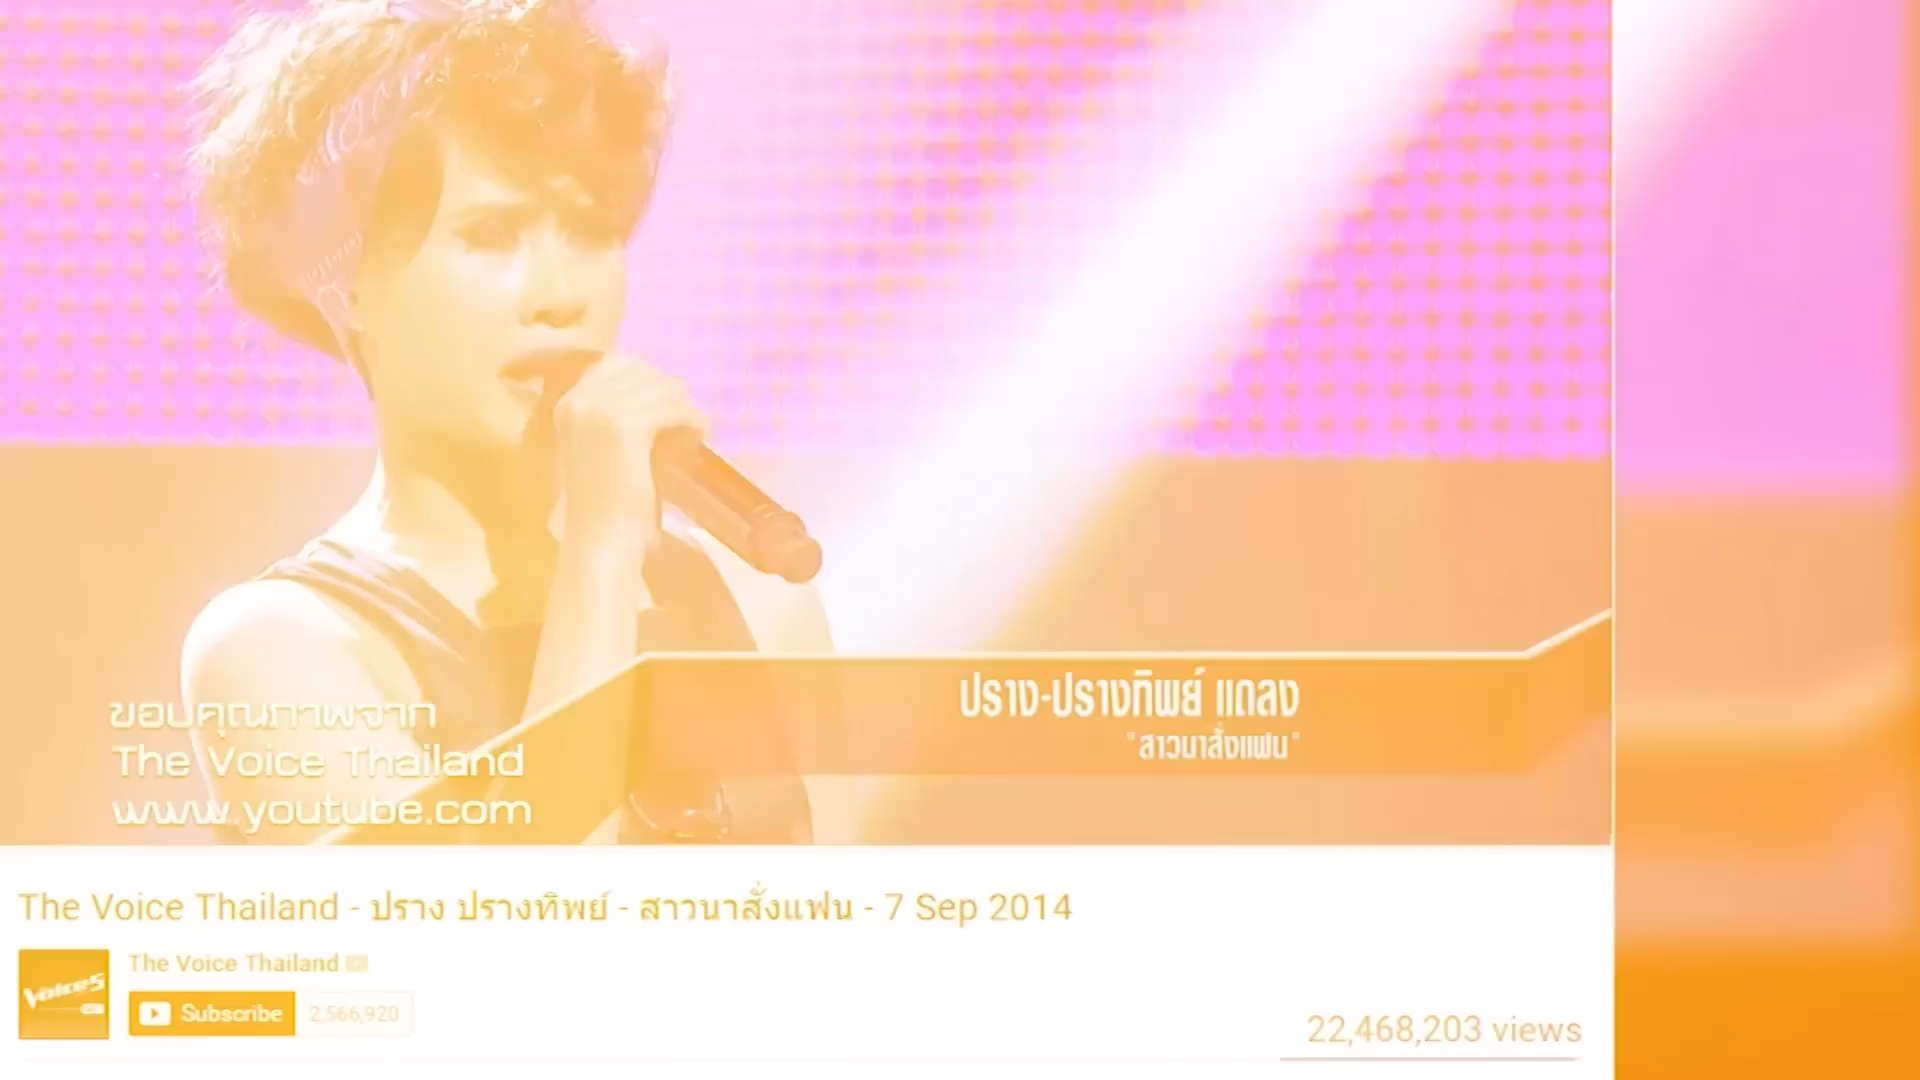 ปราง-ปรางทิพย์ แถลง
"สาวนาสั่งแฟน"
ขอบคุณภาพจาก
The Voice Thailand
www.youtube.com
The Voice Thailand - ปราง ปรางทิพย์ - สาวนาสั่งแฟน - 7 Sep 2014
The Voice Thailand
Subscribe 2,566,920
22,468,203 views